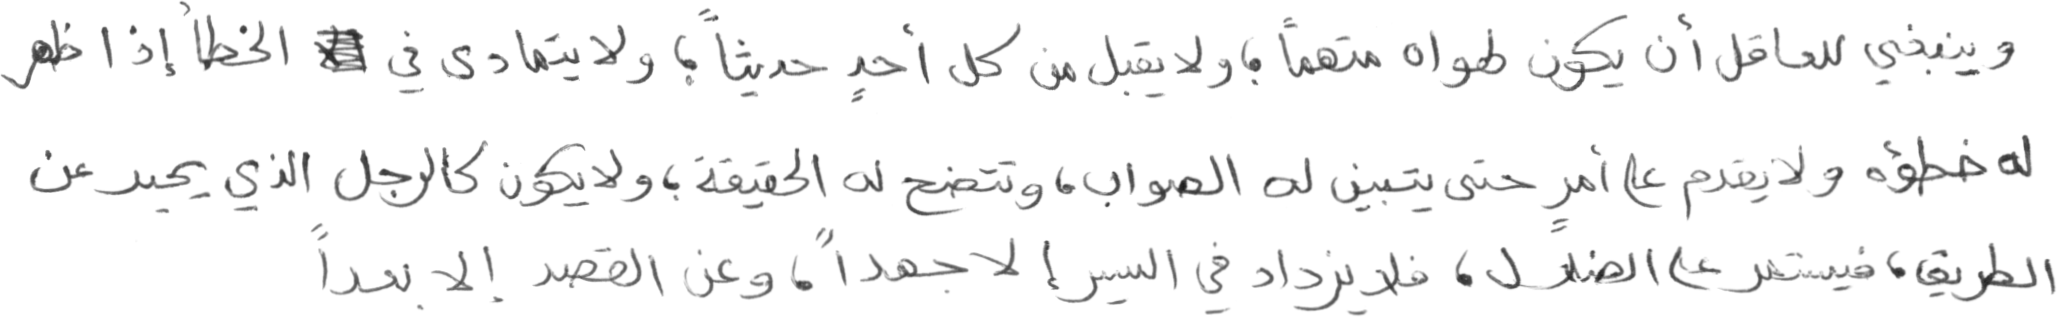 وينبغي للعاقل أن يكون لهواه متهماً، ولا يقبل من كل أحدٍ حديثاً، ولا يتمادى في الخطأ إذا ظهر
له خطؤه ولا يقدم على أمرٍ حتى يتبين له الصواب، وتتضح له الحقيقة، ولا يكون كالرجل الذي يحيد عن
الطريق، فيستمر على الضلال، فلا يزداد في السير إلا جهداً، وعن القصد إلا بعداً